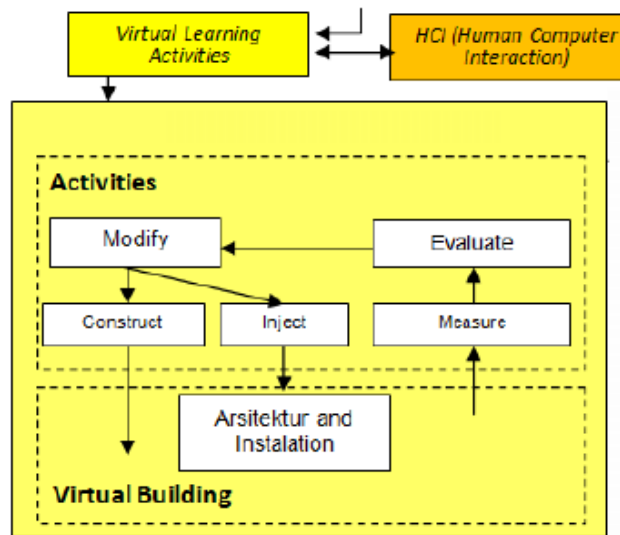 Virtual Learning
Activities
HCI (Human Computer
Interaction)
Activities
Modify
Evaluate
Construct
Inject
Measure
Arsitektur and
Instalation
Virtual Building